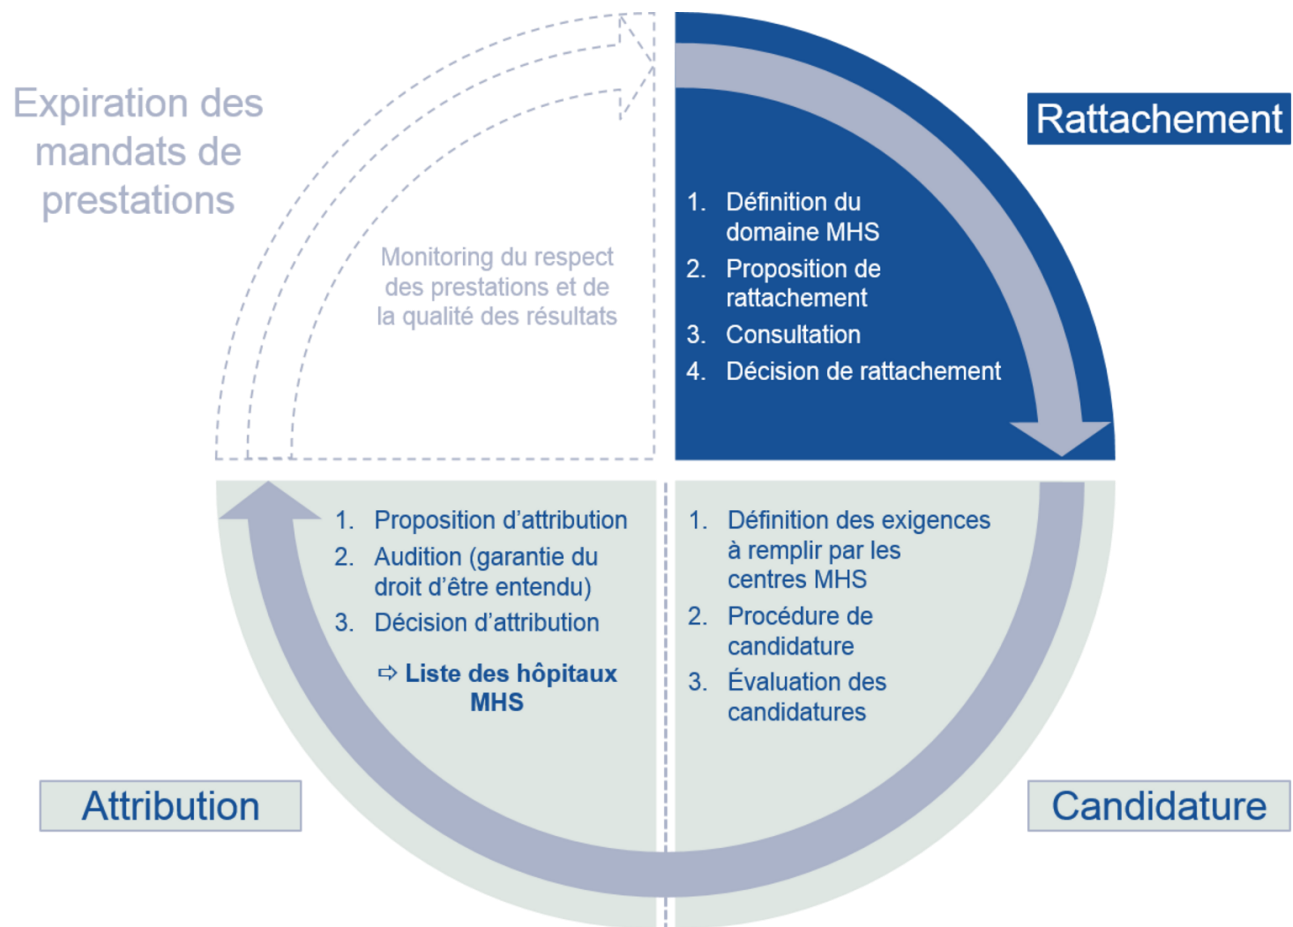 Expiration des
mandats de
prestations
Monitoring du respect
des prestations et de
la qualité des résultats
Rattachement
1. Définition du
domaine MHS
2. Proposition de
rattachement
3. Consultation
4. Décision de rattachement
1. Définition des exigences
à remplir par les
centres MHS
2. Procédure de
candidature
3. Évaluation des
candidatures
Candidature
1. Proposition d’attribution
2. Audition (garantie du
droit d’être entendu)
3. Décision d’attribution
⇨ Liste des hôpitaux
MHS
Attribution